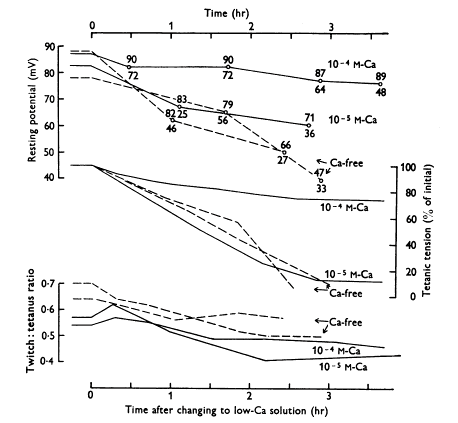 Time (hr)
0 1 2 3
90
80
70
60
50
40
Resting potential (mV)
90
72
90
72
87
64
89
48
10⁻⁴ M-Ca
83
25
82
46
79
56
71
36
10⁻⁵ M-Ca
66
27
47
33
Ca-free
100
80
60
40
20
0
Tetanic tension (% of initial)
10⁻⁴ M-Ca
10⁻⁵ M-Ca
Ca-free
0·7
0·6
0·5
0·4
Twitch : tetanus ratio
Ca-free
10⁻⁴ M-Ca
10⁻⁵ M-Ca
0 1 2 3
Time after changing to low-Ca solution (hr)